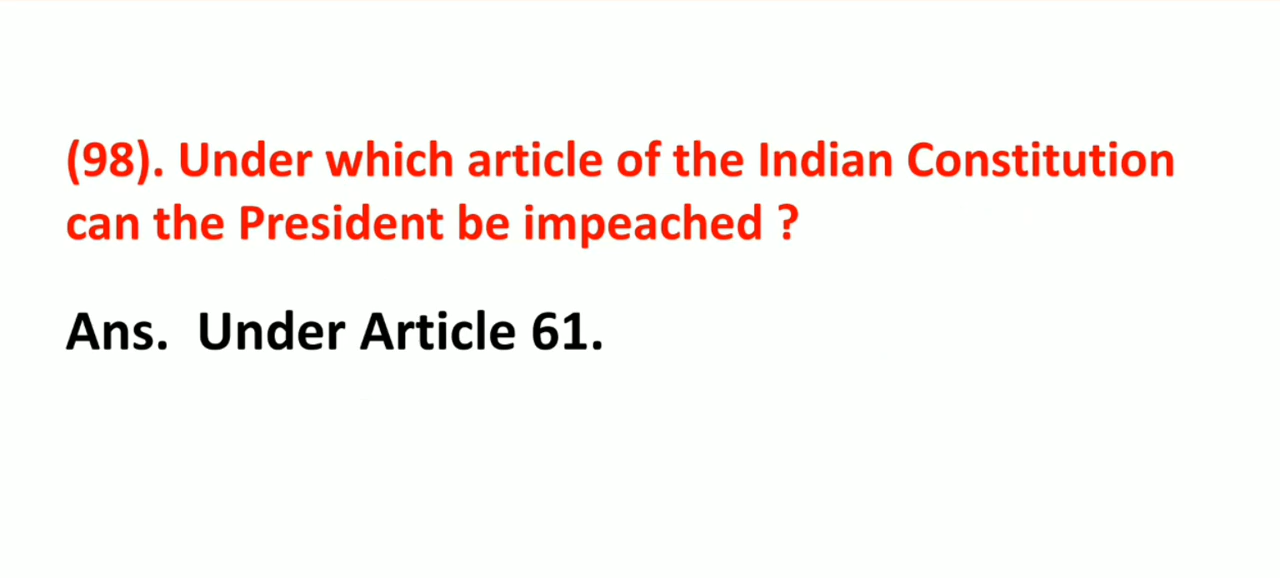 (98). Under which article of the Indian Constitution
can the President be impeached ?
Ans. Under Article 61.